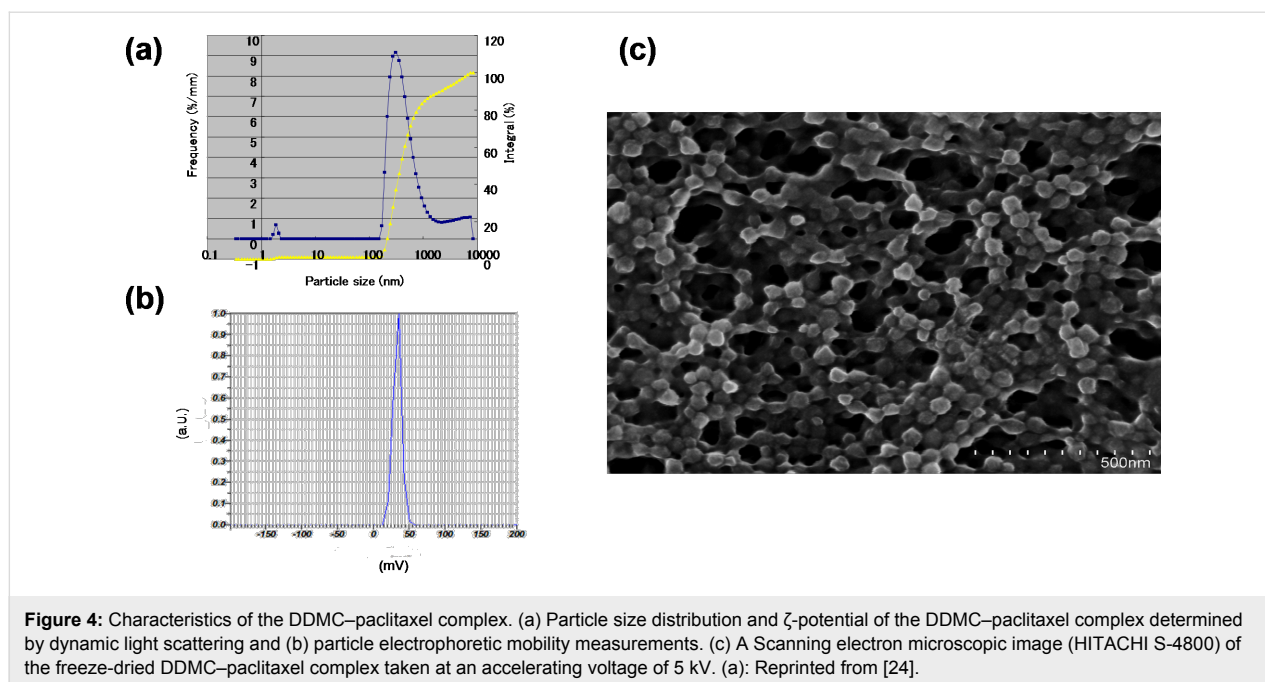 (a)
10
9
8
7
6
5
4
3
2
1
0
-1
120
100
80
60
40
20
0
Frequency (%/mm)
Integral (%)
0.1 1 10 100 1000 10000
Particle size (nm)
(b)
1.0
0.9
0.8
0.7
0.6
0.5
0.4
0.3
0.2
0.1
0.0
(a.u.)
-150 -100 -50 0 50 100 150 200
(mV)
(c)
500nm
Figure 4: Characteristics of the DDMC–paclitaxel complex. (a) Particle size distribution and ζ-potential of the DDMC–paclitaxel complex determined
by dynamic light scattering and (b) particle electrophoretic mobility measurements. (c) A Scanning electron microscopic image (HITACHI S-4800) of
the freeze-dried DDMC–paclitaxel complex taken at an accelerating voltage of 5 kV. (a): Reprinted from [24].